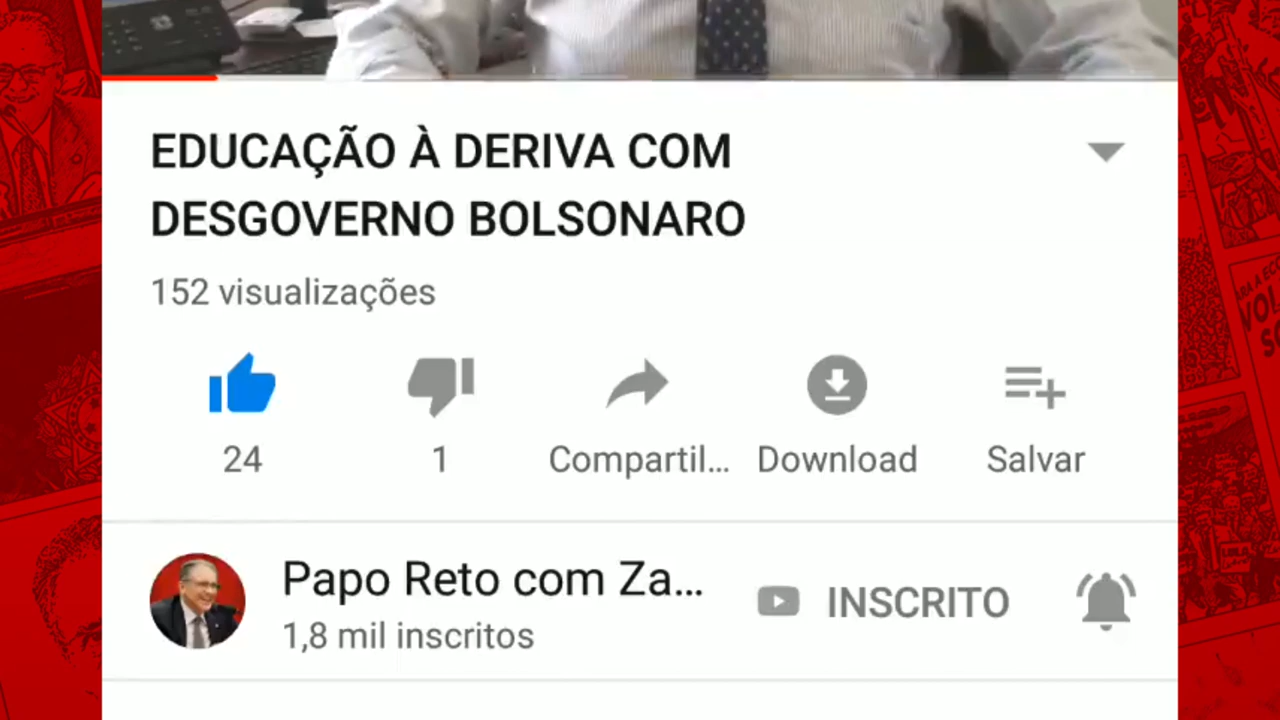 EDUCAÇÃO À DERIVA COM
DESGOVERNO BOLSONARO
152 visualizações
24
1
Compartil...
Download
Salvar
Papo Reto com Za...
INSCRITO
1,8 mil inscritos